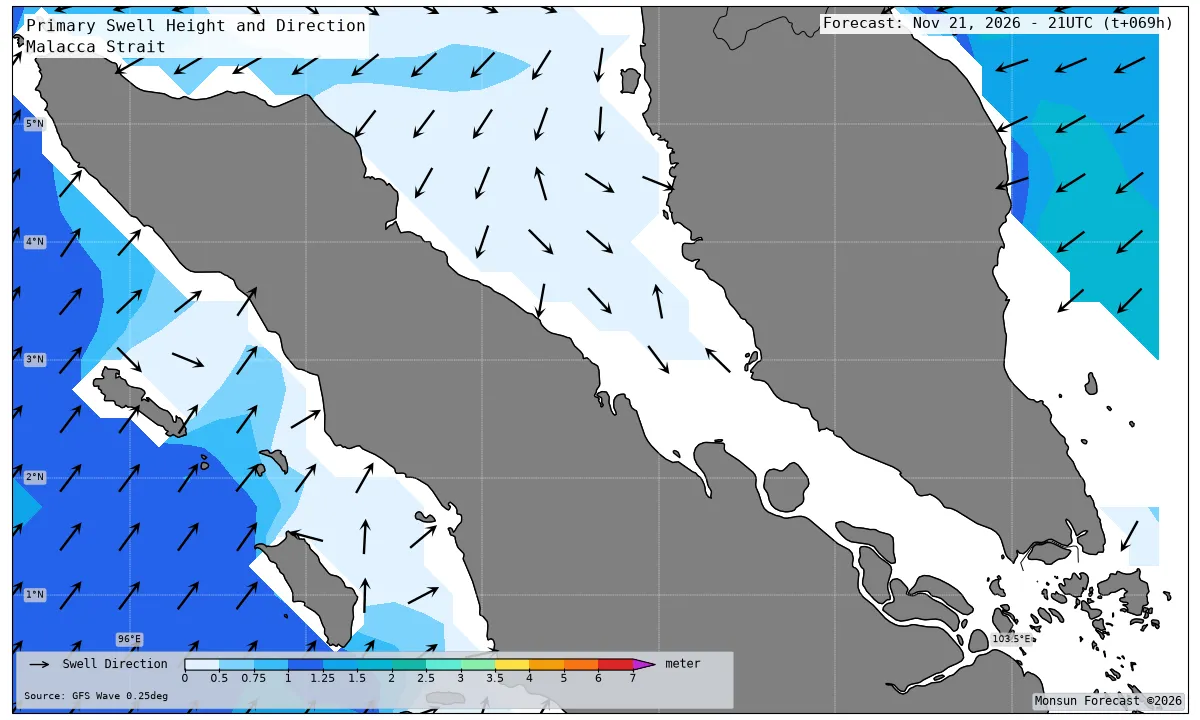 Primary Swell Height and Direction
Malacca Strait
Forecast: Nov 21, 2026 - 21UTC (t+069h)
5°N
4°N
3°N
2°N
1°N
96°E
103.5°E
Swell Direction
0 0.5 0.75 1 1.25 1.5 2 2.5 3 3.5 4 5 6 7
meter
Source: GFS Wave 0.25deg
Monsun Forecast ©2026